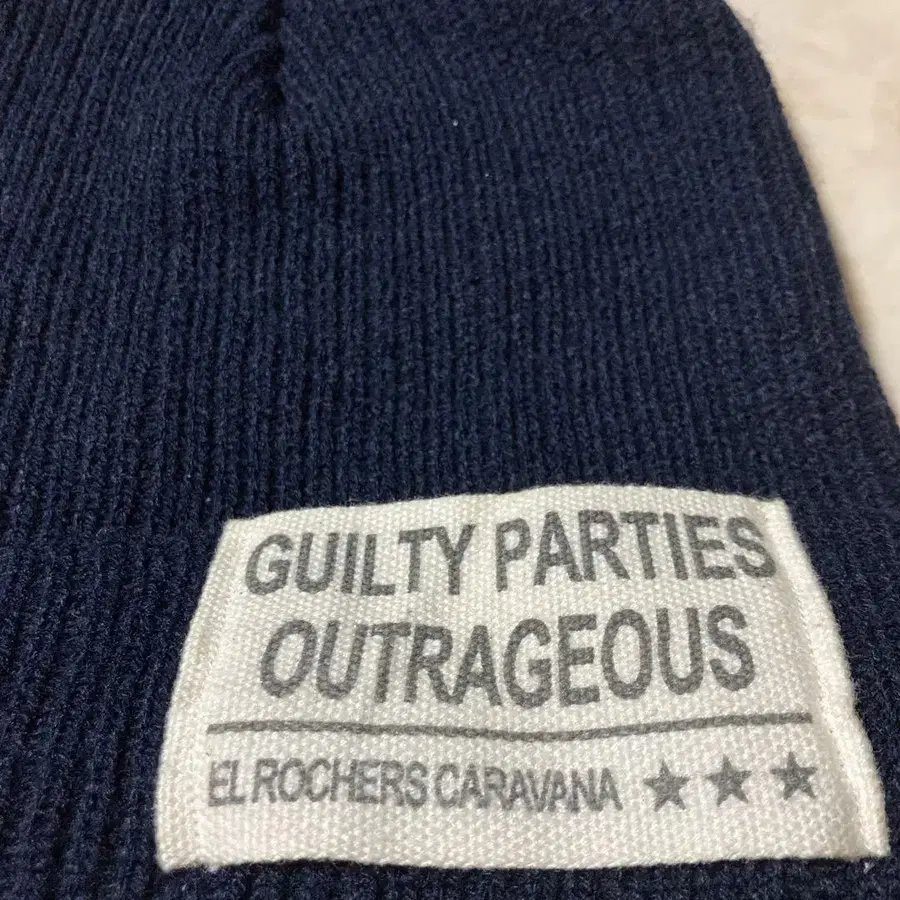 GUILTY PARTIES
OUTRAGEOUS
EL ROCHERS CARAVANA ★★★